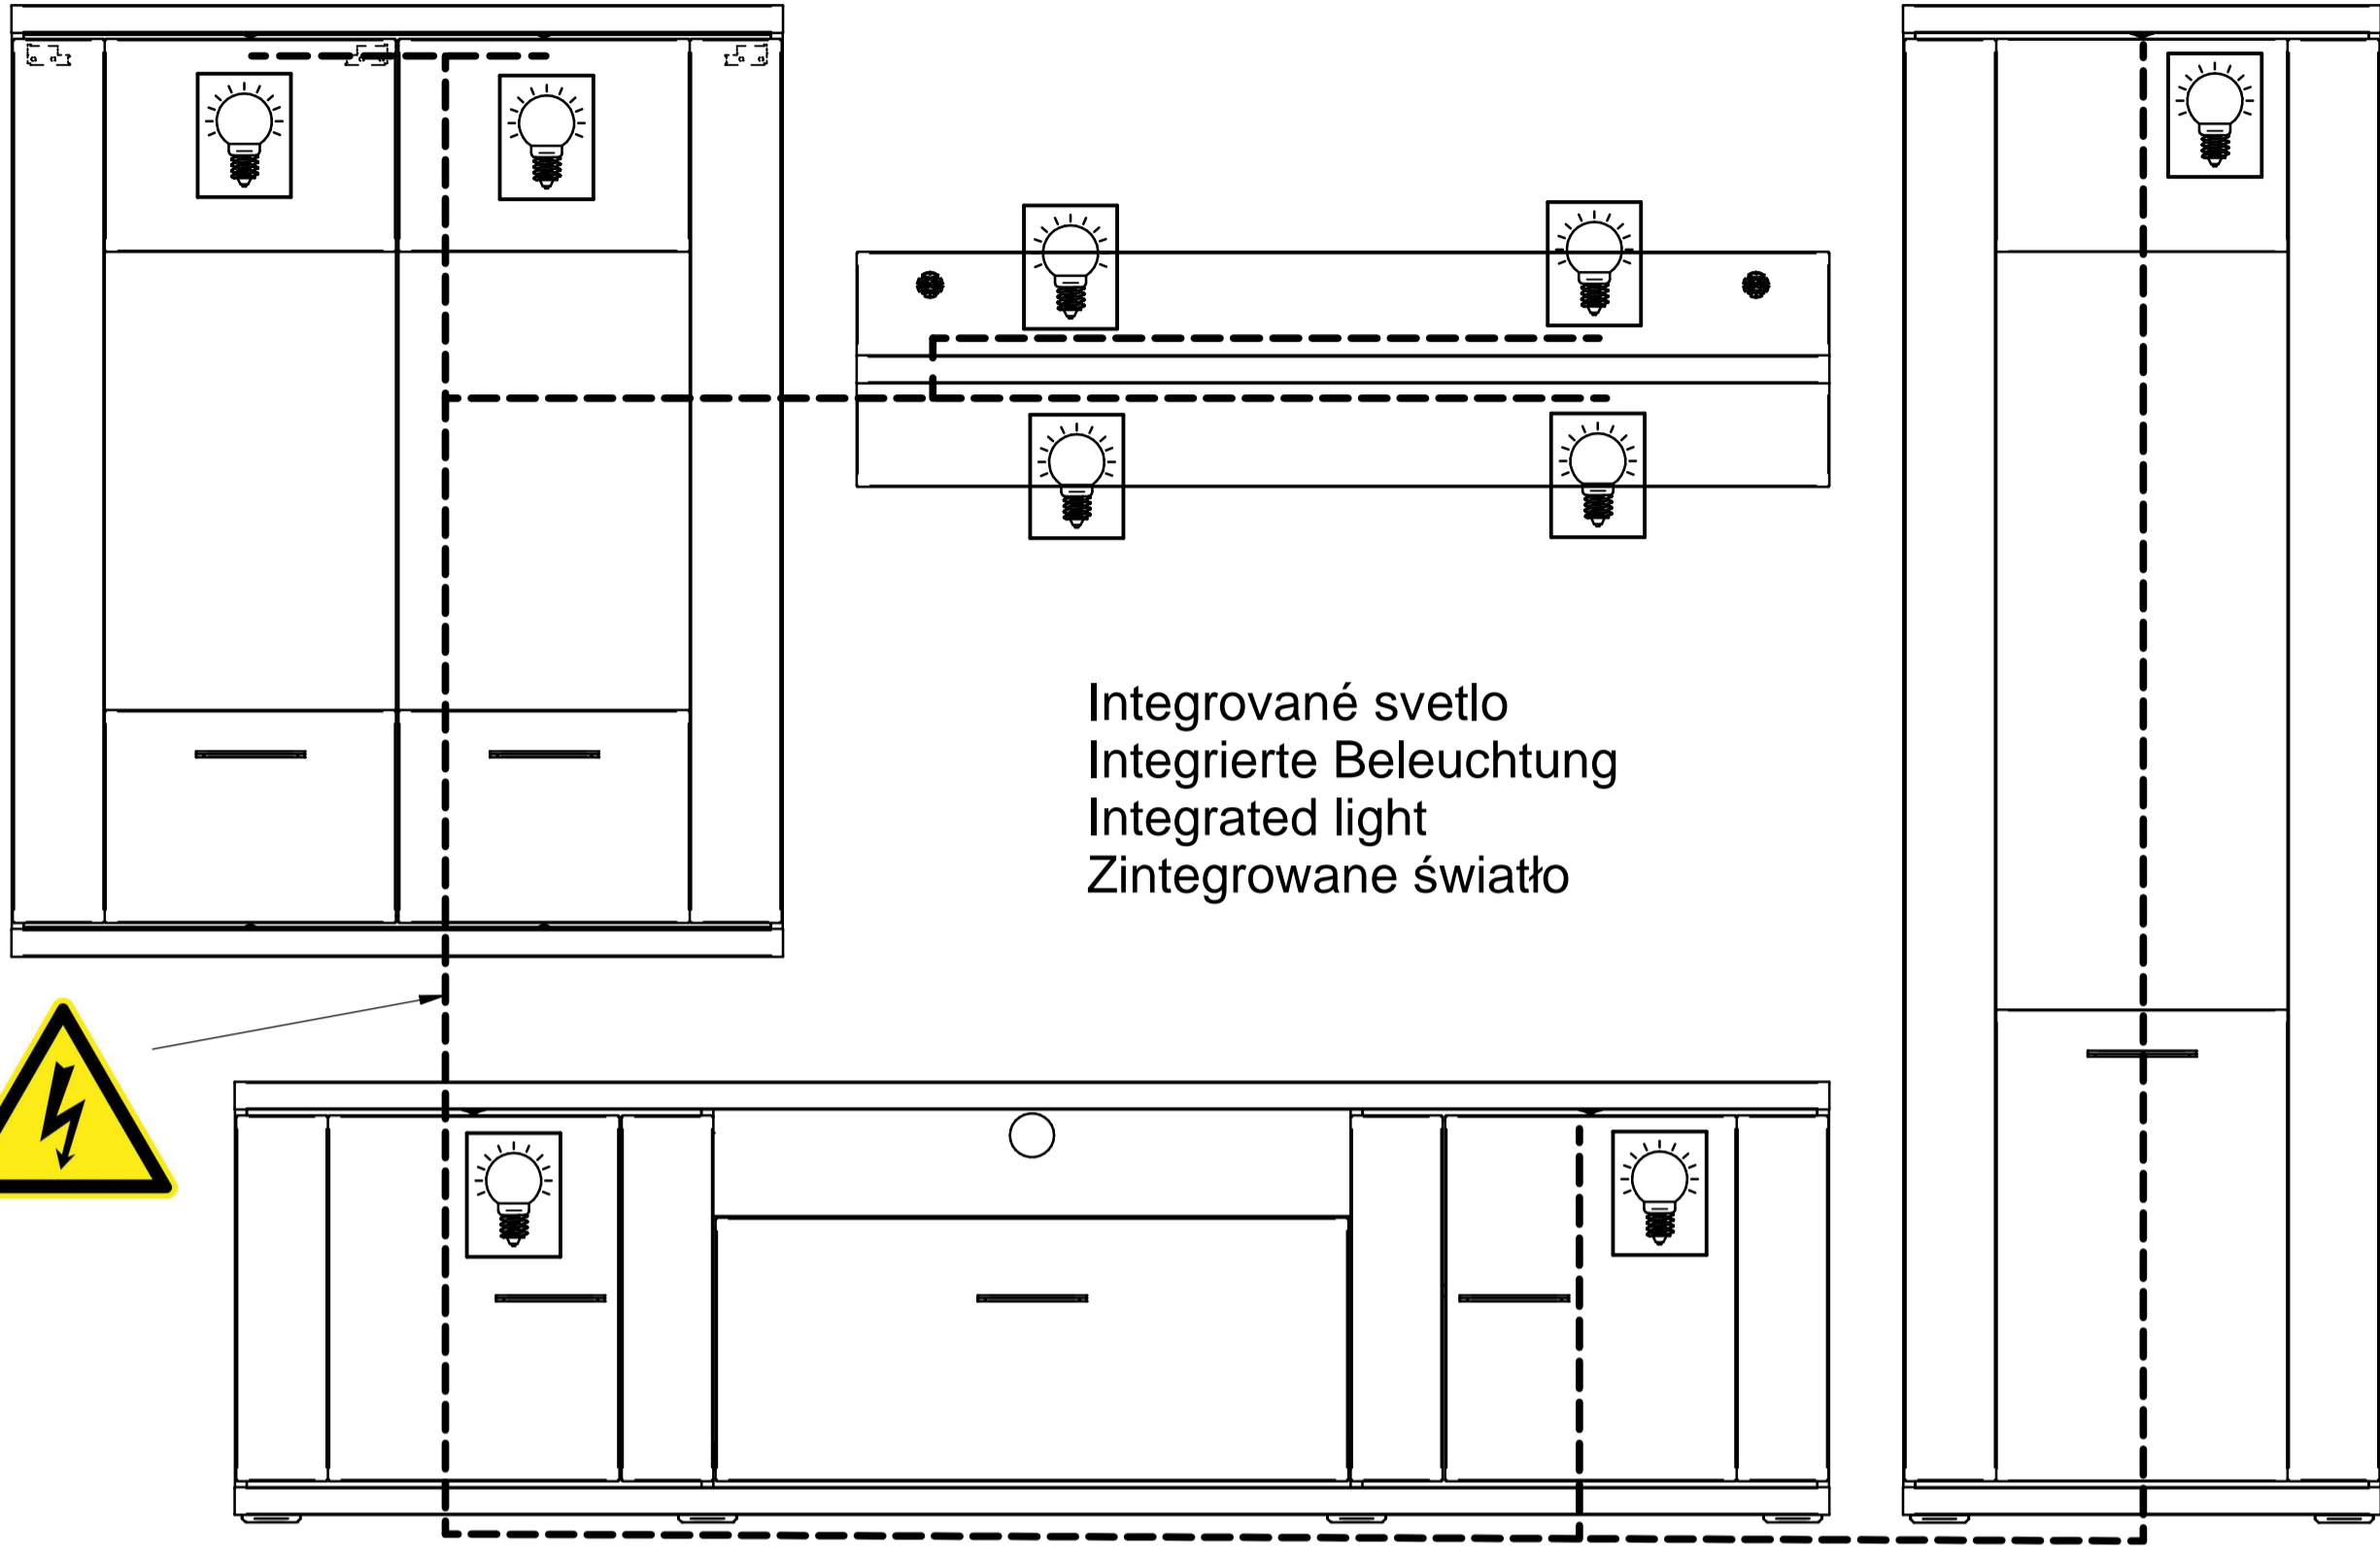 Integrované svetlo
Integrierte Beleuchtung
Integrated light
Zintegrowane światło